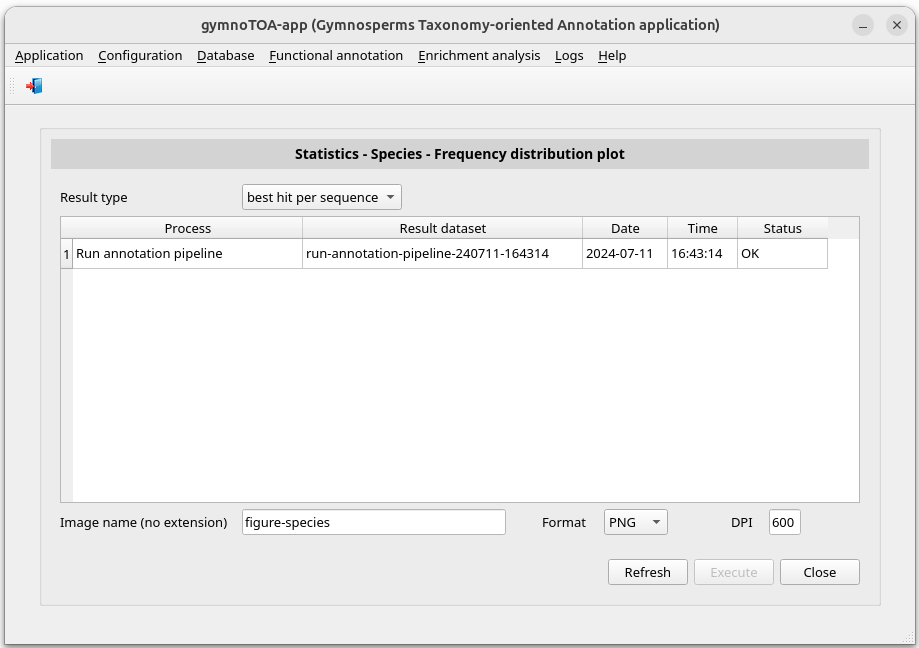 gymnoTOA-app (Gymnosperms Taxonomy-oriented Annotation application)
Application Configuration Database Functional annotation Enrichment analysis Logs Help
Statistics - Species - Frequency distribution plot
Result type best hit per sequence
Process Result dataset Date Time Status
1 Run annotation pipeline run-annotation-pipeline-240711-164314 2024-07-11 16:43:14 OK
Image name (no extension) figure-species Format PNG DPI 600
Refresh Execute Close